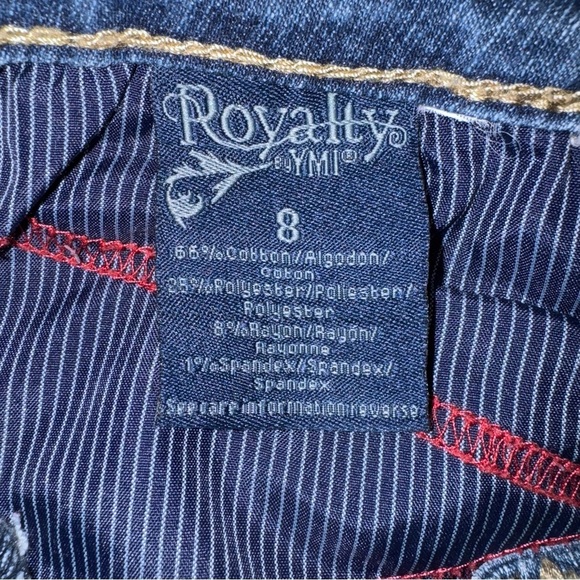 Royalty
BY YMI®
8
66% Cotton/Algodon/
Coton
25% Polyester/Poliester/
Polyester
8% Rayon/Rayon/
Rayonne
1% Spandex/Spandex/
Spandex
See care information reverse